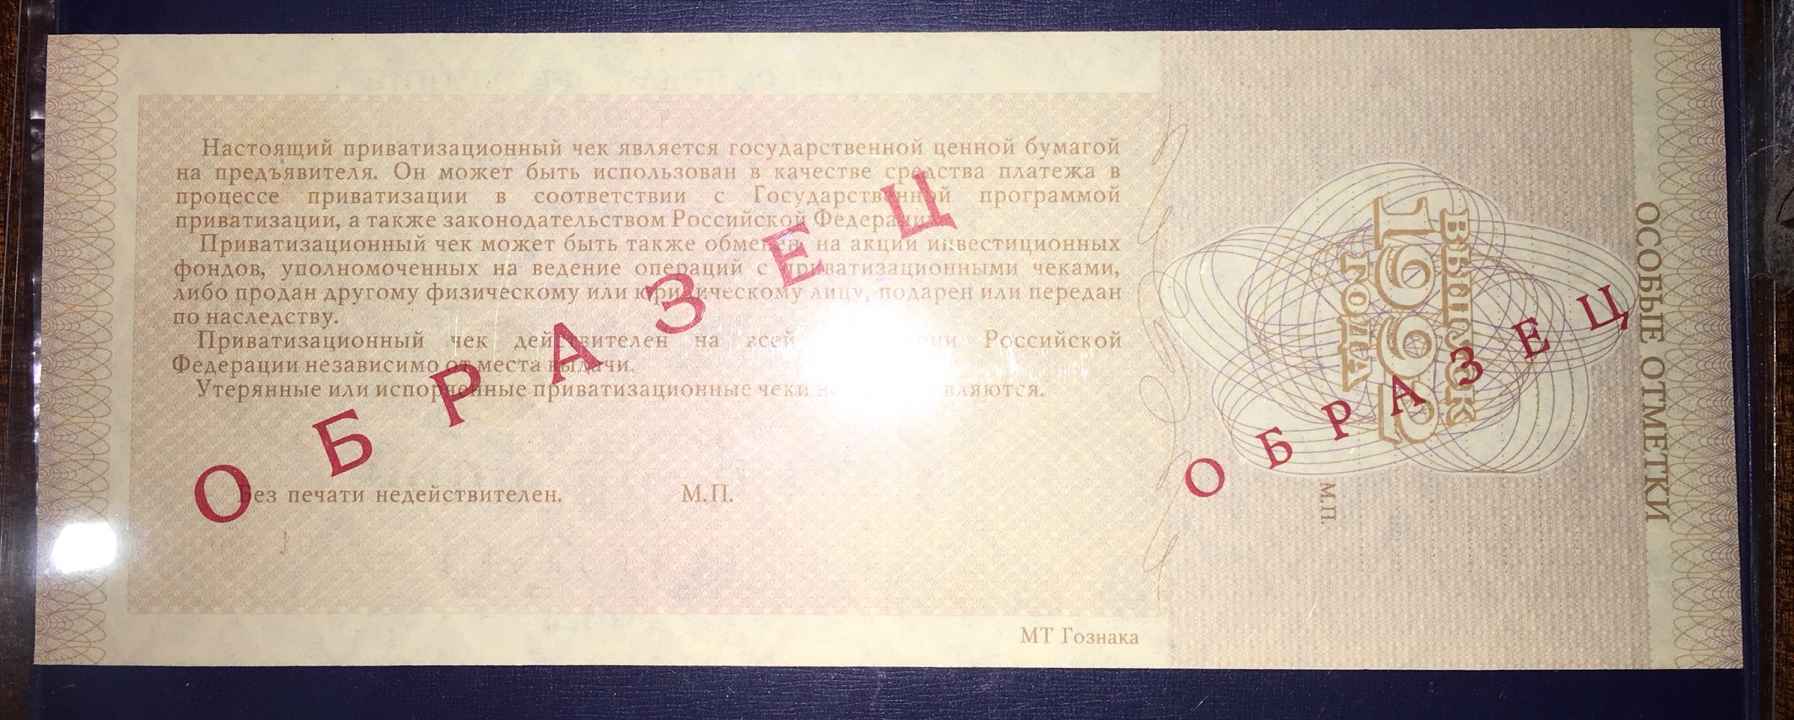 Настоящий приватизационный чек является государственной ценной бумагой
на предъявителя. Он может быть использован в качестве средства платежа в
процессе приватизации в соответствии с Государственной программой
приватизации, а также законодательством Российской Федерации.
Приватизационный чек может быть также обменен на акции инвестиционных
фондов, уполномоченных на ведение операций с приватизационными чеками,
либо продан другому физическому или юридическому лицу, подарен или передан
по наследству.
Приватизационный чек действителен на всей Российской
Федерации независимо от места выдачи.
Утерянные или испорченные приватизационные чеки
Без печати недействителен. М.П.
ОБРАЗЕЦ
МТ Гознака
ОСОБЫЕ ОТМЕТКИ
ВЫПУСК
1992
ГОДА
М.П.
ОБРАЗЕЦ